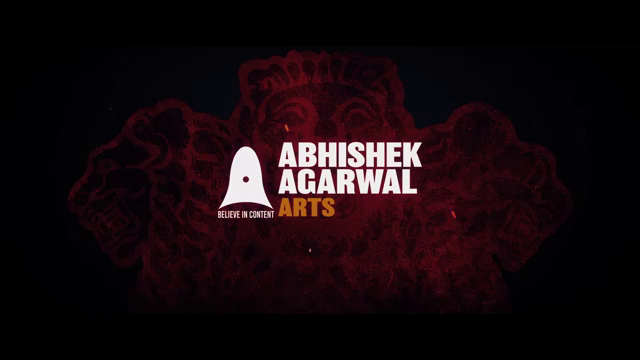 ABHISHEK
AGARWAL
ARTS
BELIEVE IN CONTENT